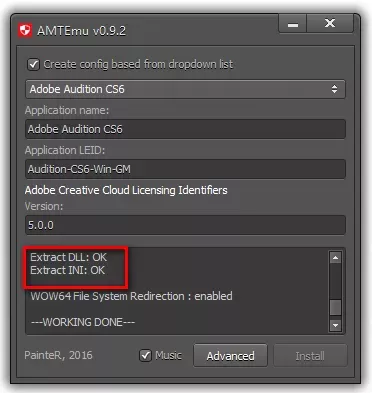 AMTEmu v0.9.2
Create config based from dropdown list
Adobe Audition CS6
Application name:
Adobe Audition CS6
Application LEID:
Audition-CS6-Win-GM
Adobe Creative Cloud Licensing Identifiers
Version:
5.0.0
Extract DLL: OK
Extract INI: OK
WOW64 File System Redirection : enabled
---WORKING DONE---
PainteR, 2016 Music Advanced Install